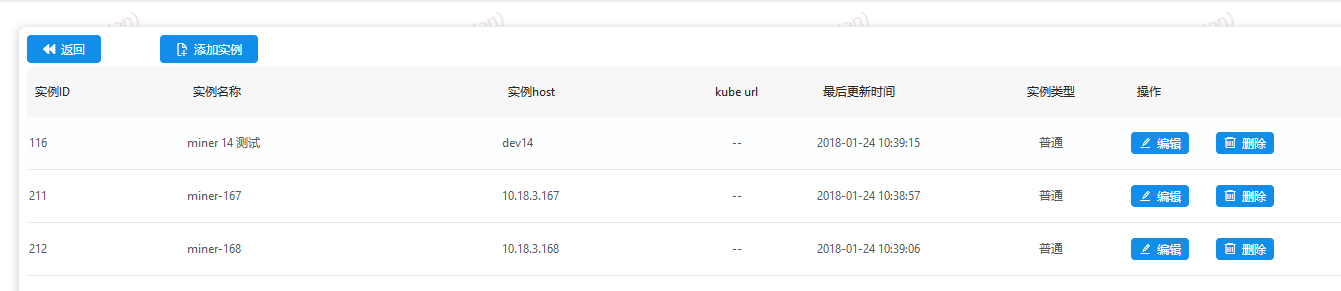 返回 添加实例
实例ID 实例名称 实例host kube url 最后更新时间 实例类型 操作
116 miner 14 测试 dev14 -- 2018-01-24 10:39:15 普通 编辑 删除
211 miner-167 10.18.3.167 -- 2018-01-24 10:38:57 普通 编辑 删除
212 miner-168 10.18.3.168 -- 2018-01-24 10:39:06 普通 编辑 删除